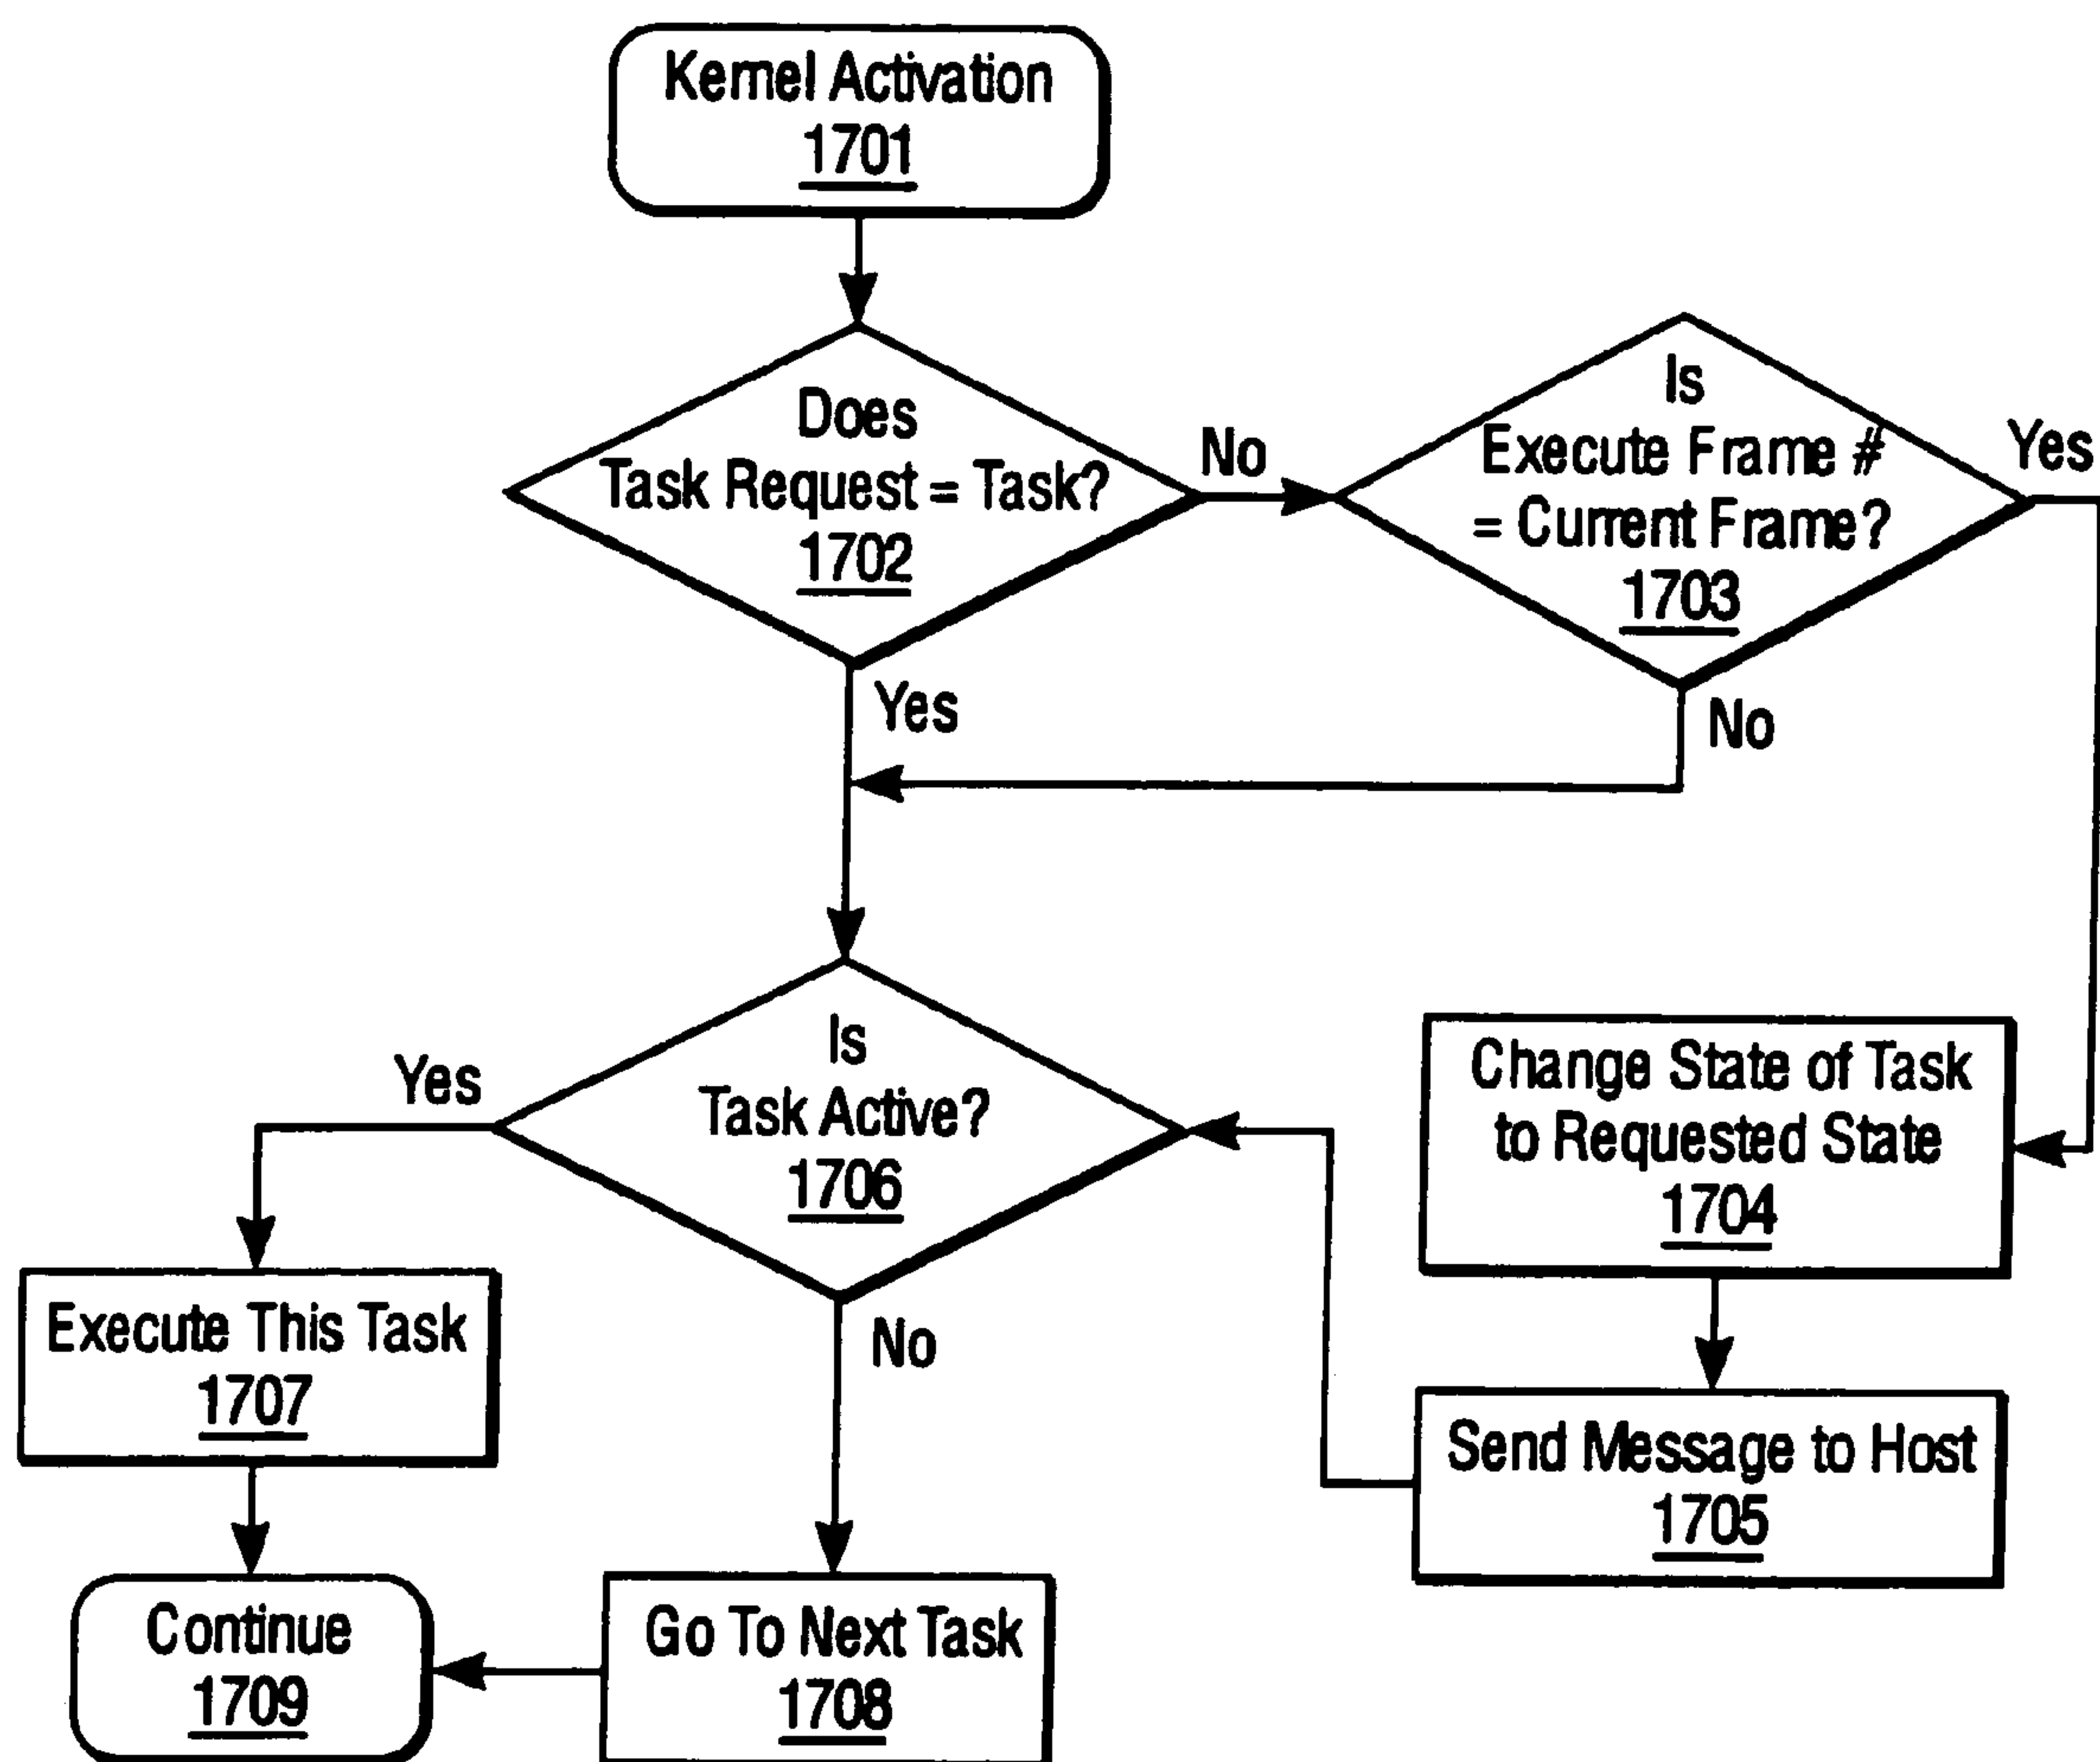 Kernel Activation
1701
Does
Task Request = Task?
1702
No
Is
Execute Frame #
= Current Frame?
1703
Yes
Yes
No
Is
Task Active?
1706
Yes
No
Change State of Task
to Requested State
1704
Execute This Task
1707
Send Message to Host
1705
Continue
1709
Go To Next Task
1708